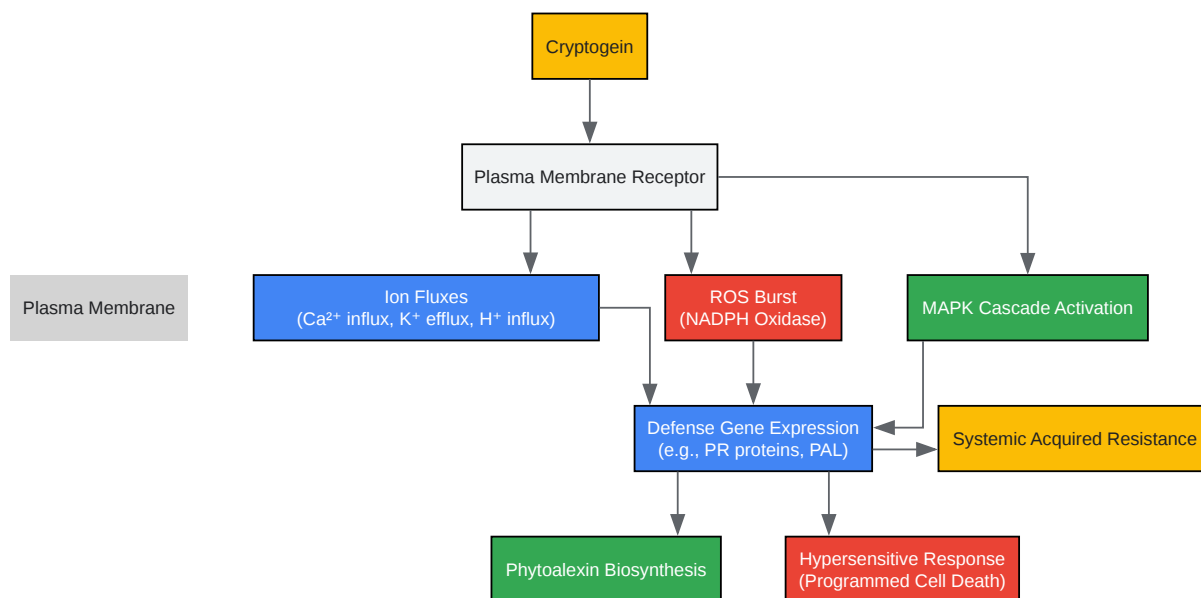 Cryptogein
Plasma Membrane Receptor
Plasma Membrane
Ion Fluxes
(Ca²⁺ influx, K⁺ efflux, H⁺ influx)
ROS Burst
(NADPH Oxidase)
MAPK Cascade Activation
Defense Gene Expression
(e.g., PR proteins, PAL)
Systemic Acquired Resistance
Phytoalexin Biosynthesis
Hypersensitive Response
(Programmed Cell Death)